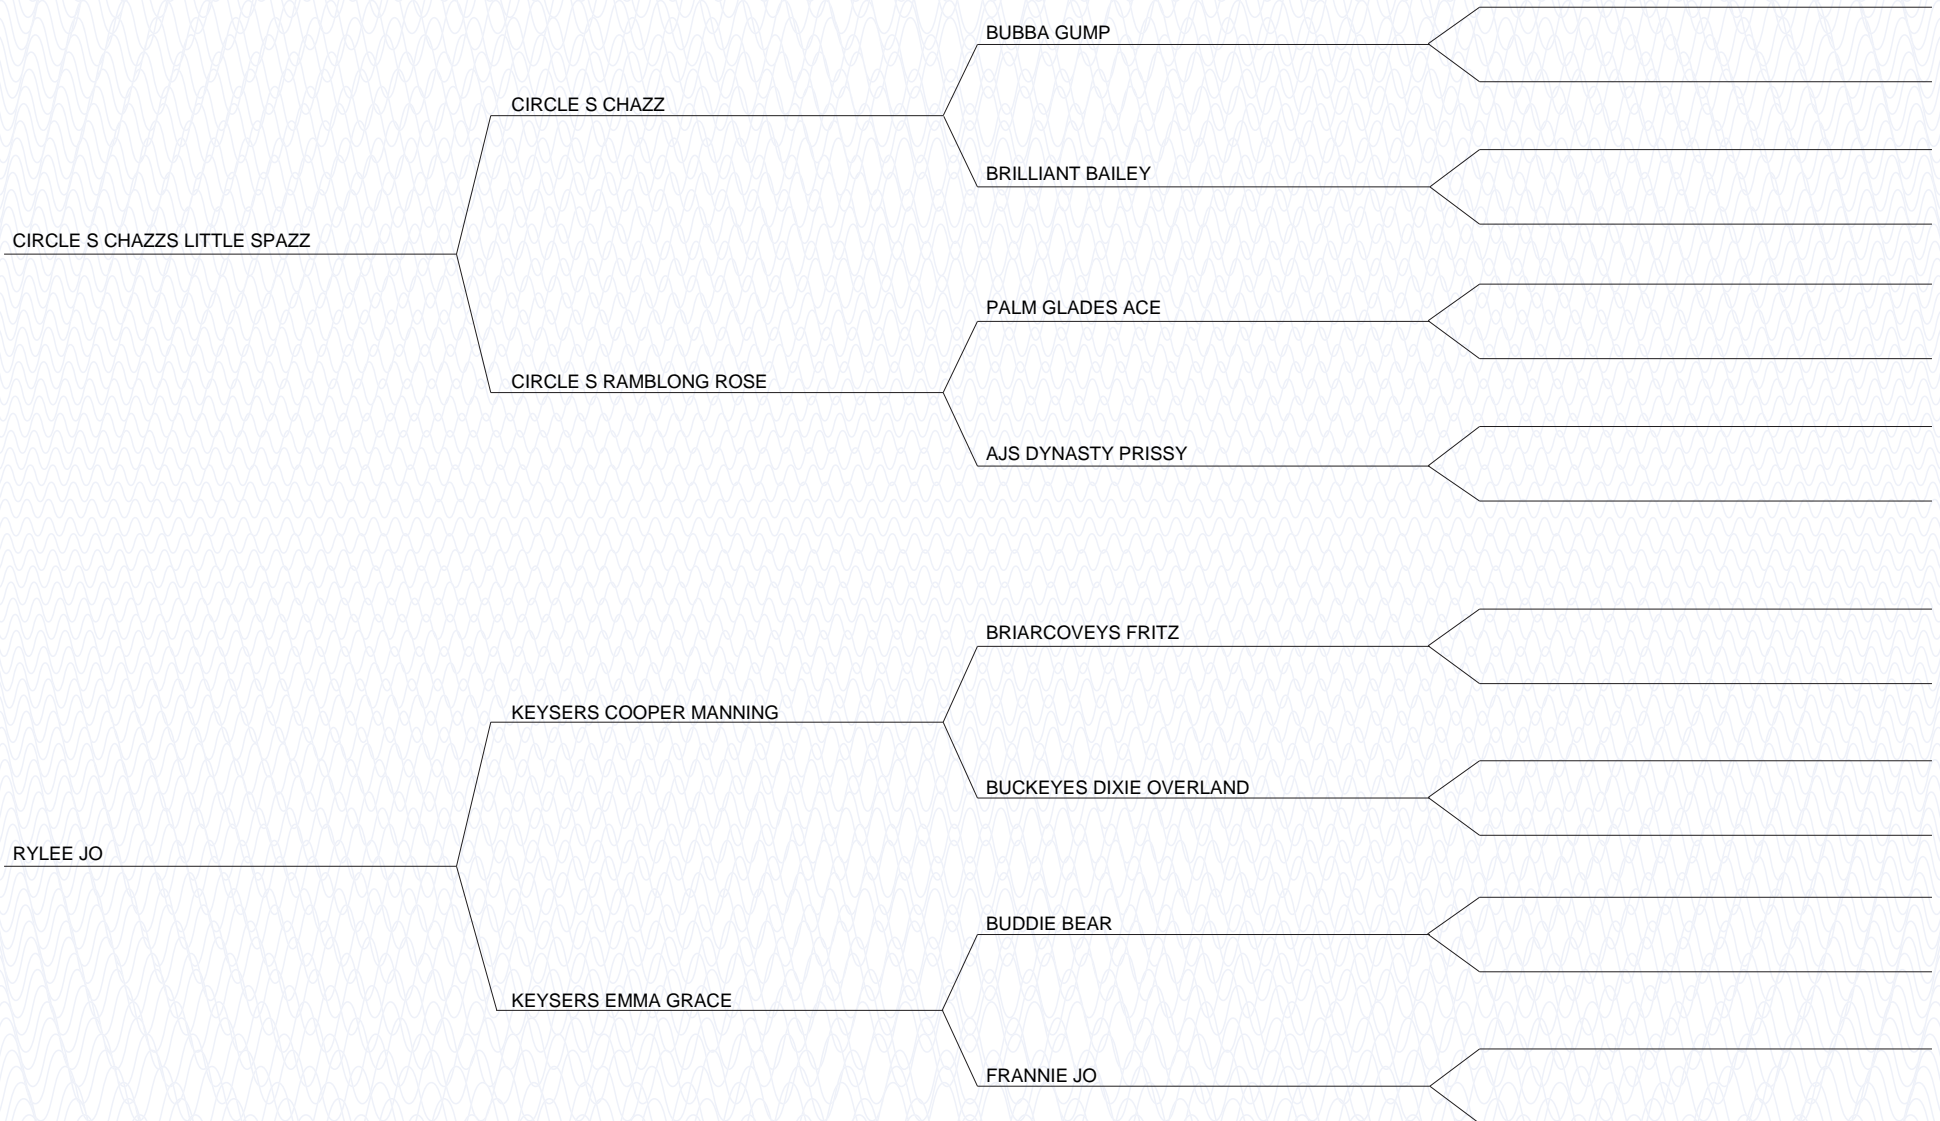 BUBBA GUMP
CIRCLE S CHAZZ
BRILLIANT BAILEY
CIRCLE S CHAZZS LITTLE SPAZZ
PALM GLADES ACE
CIRCLE S RAMBLONG ROSE
AJS DYNASTY PRISSY
BRIARCOVEYS FRITZ
KEYSERS COOPER MANNING
BUCKEYES DIXIE OVERLAND
RYLEE JO
BUDDIE BEAR
KEYSERS EMMA GRACE
FRANNIE JO